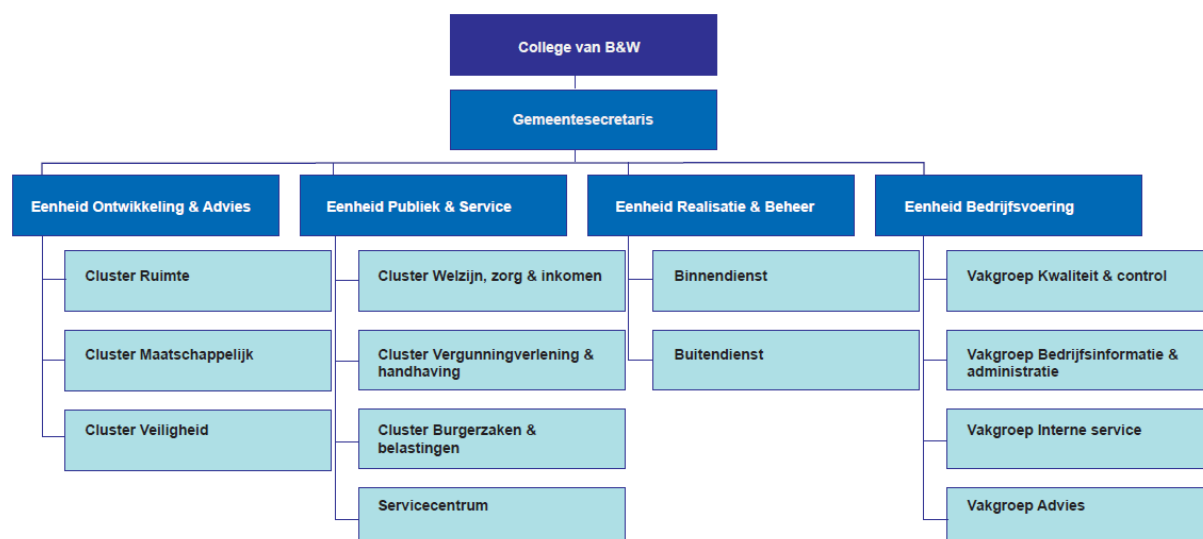 College van B&W
Gemeentesecretaris
Eenheid Ontwikkeling & Advies
Eenheid Publiek & Service
Eenheid Realisatie & Beheer
Eenheid Bedrijfsvoering
Cluster Ruimte
Cluster Maatschappelijk
Cluster Veiligheid
Cluster Welzijn, zorg & inkomen
Cluster Vergunningverlening &
handhaving
Cluster Burgerzaken &
belastingen
Servicecentrum
Binnendienst
Buitendienst
Vakgroep Kwaliteit & control
Vakgroep Bedrijfsinformatie &
administratie
Vakgroep Interne service
Vakgroep Advies